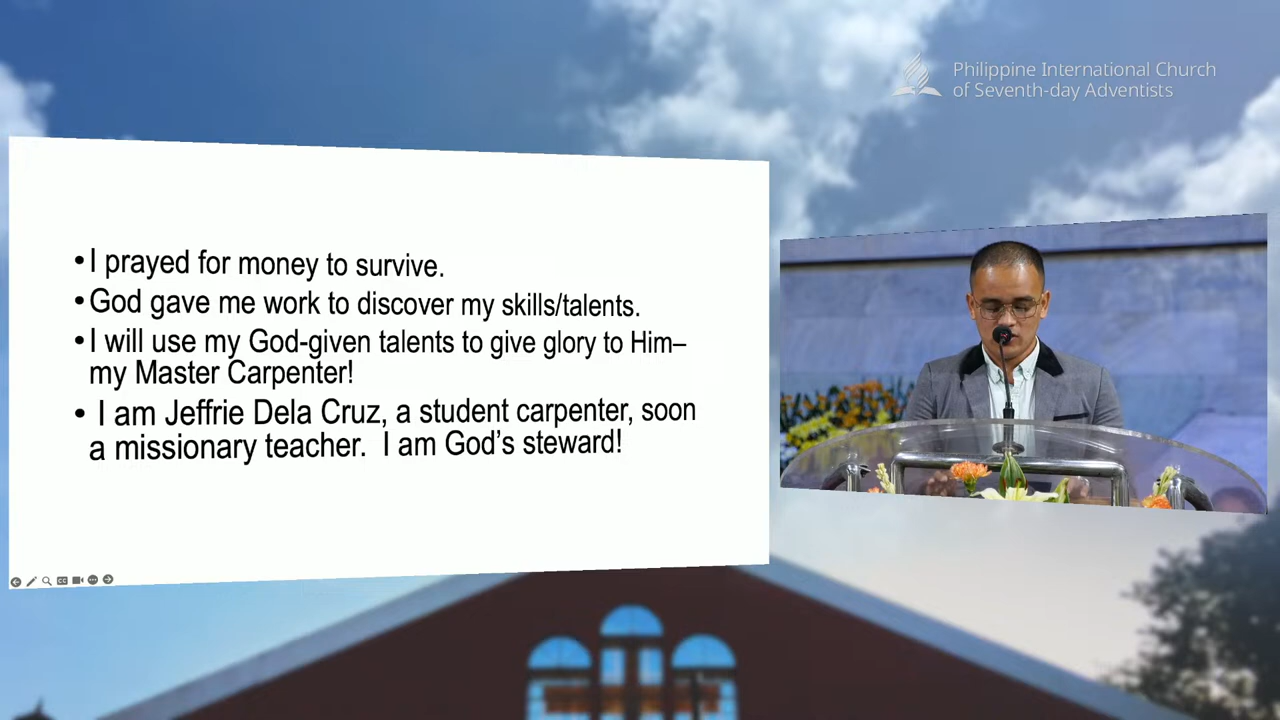 Philippine International Church
of Seventh-day Adventists
•I prayed for money to survive.
•God gave me work to discover my skills/talents.
•I will use my God-given talents to give glory to Him–
my Master Carpenter!
• I am Jeffrie Dela Cruz, a student carpenter, soon
a missionary teacher.  I am God’s steward!